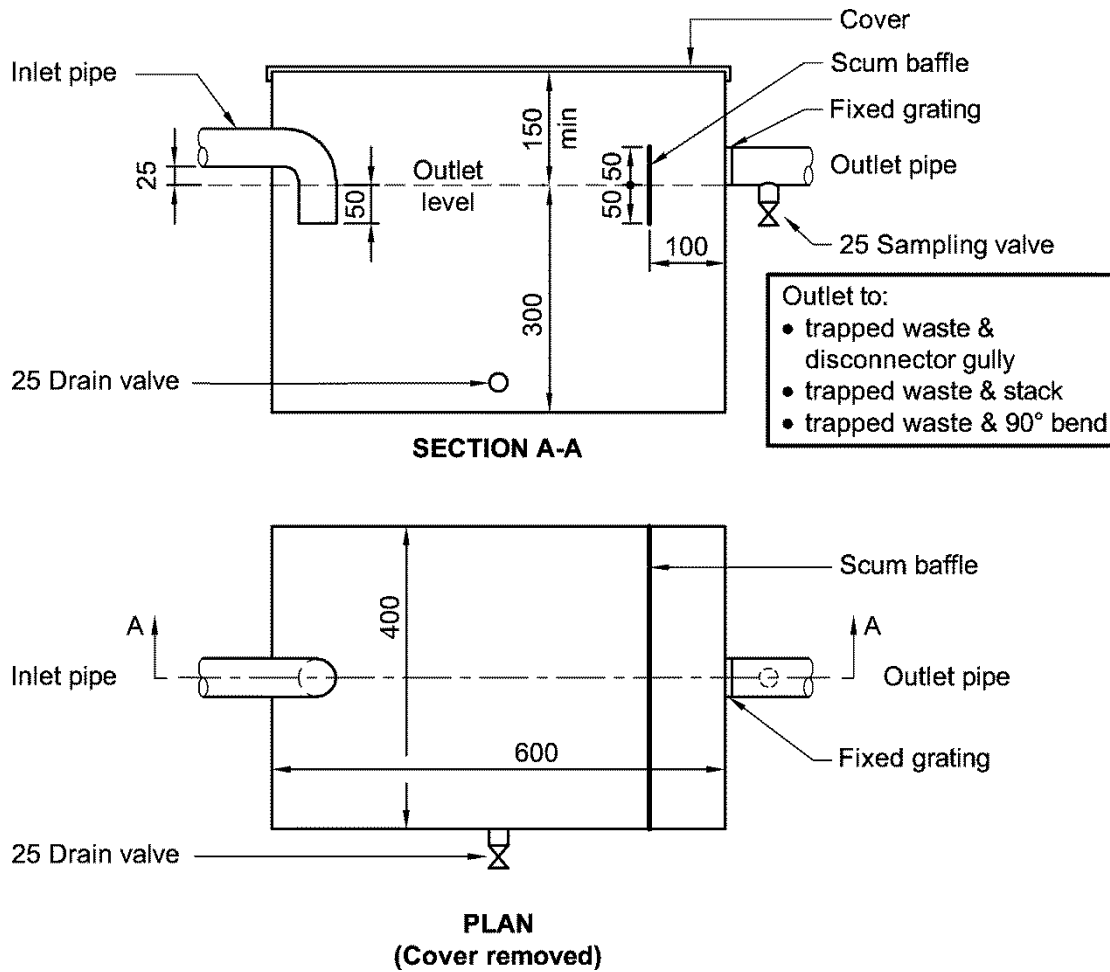 Cover
Scum baffle
Fixed grating
Inlet pipe
150
min
25
Outlet
level
50
50
50
Outlet pipe
100
25 Sampling valve
300
Outlet to:
• trapped waste &
disconnector gully
• trapped waste & stack
• trapped waste & 90° bend
25 Drain valve
SECTION A-A
Scum baffle
A
A
400
Inlet pipe
Outlet pipe
600
Fixed grating
25 Drain valve
PLAN
(Cover removed)